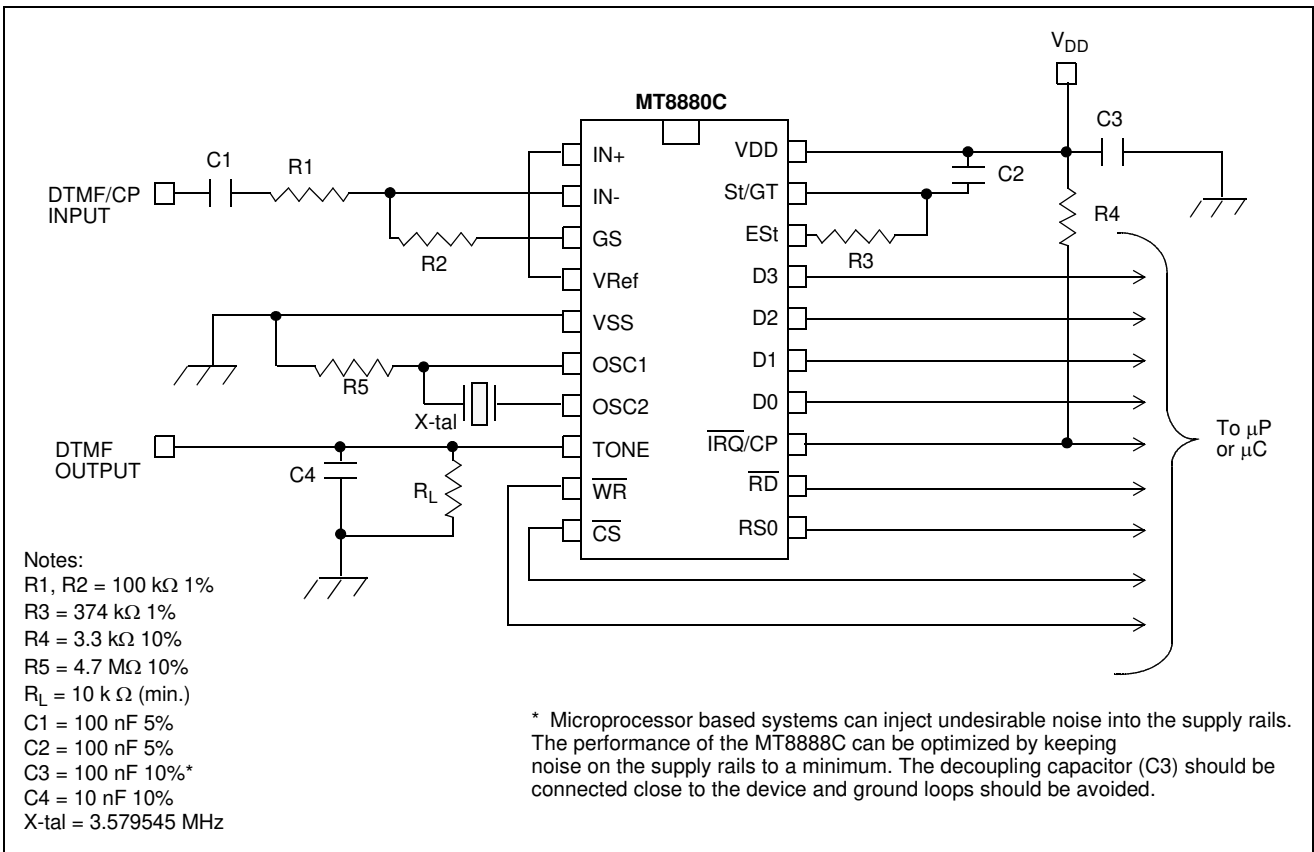 V_DD
MT8880C
C3
C1
R1
IN+
VDD
C2
DTMF/CP
INPUT
IN-
St/GT
R4
GS
ESt
R2
R3
VRef
D3
VSS
D2
OSC1
D1
R5
X-tal
OSC2
D0
DTMF
OUTPUT
TONE
I̅R̅Q̅/CP
To μP
or μC
C4
R_L
W̅R̅
R̅D̅
C̅S̅
RS0
Notes:
R1, R2 = 100 kΩ 1%
R3 = 374 kΩ 1%
R4 = 3.3 kΩ 10%
R5 = 4.7 MΩ 10%
R_L = 10 k Ω (min.)
C1 = 100 nF 5%
C2 = 100 nF 5%
C3 = 100 nF 10%*
C4 = 10 nF 10%
X-tal = 3.579545 MHz
* Microprocessor based systems can inject undesirable noise into the supply rails.
The performance of the MT8888C can be optimized by keeping
noise on the supply rails to a minimum. The decoupling capacitor (C3) should be
connected close to the device and ground loops should be avoided.